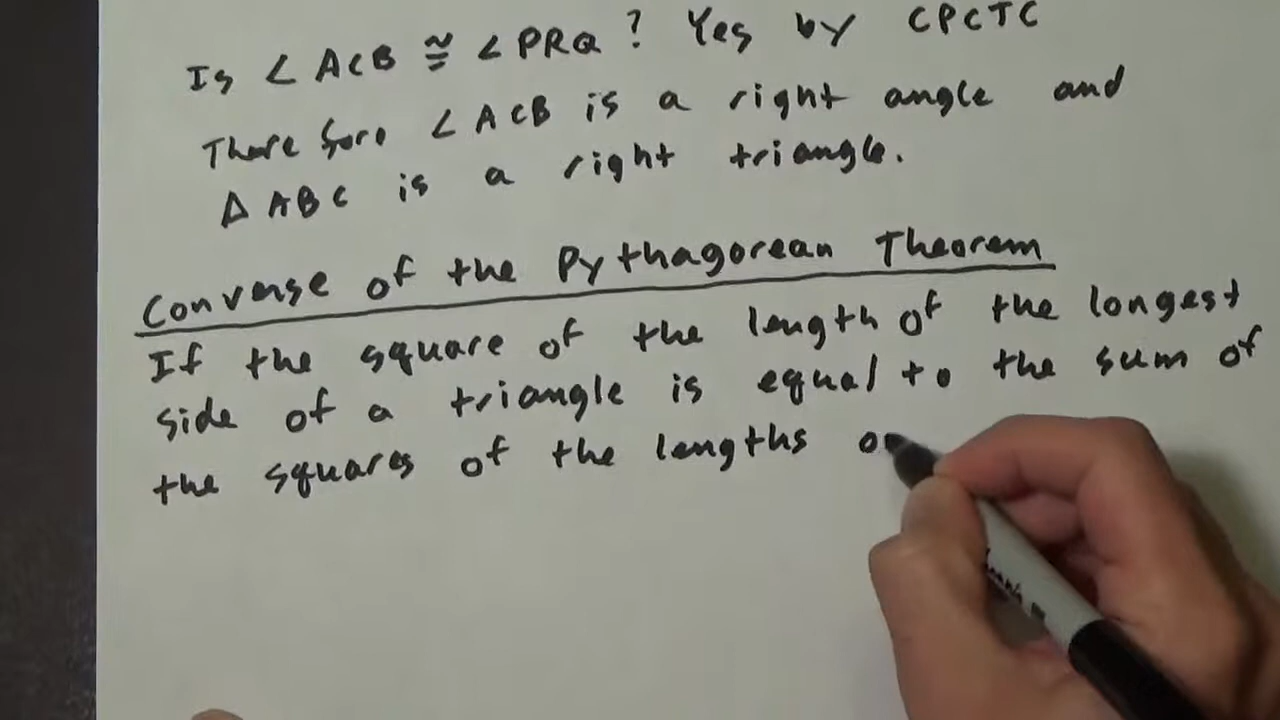 Is ∠ACB ≅ ∠PRQ? Yes by CPCTC
Therefore ∠ACB is a right angle and
Δ ABC is a right triangle.
Converse of the Pythagorean Theorem
If the square of the length of the longest
side of a triangle is equal to the sum of
the squares of the lengths o